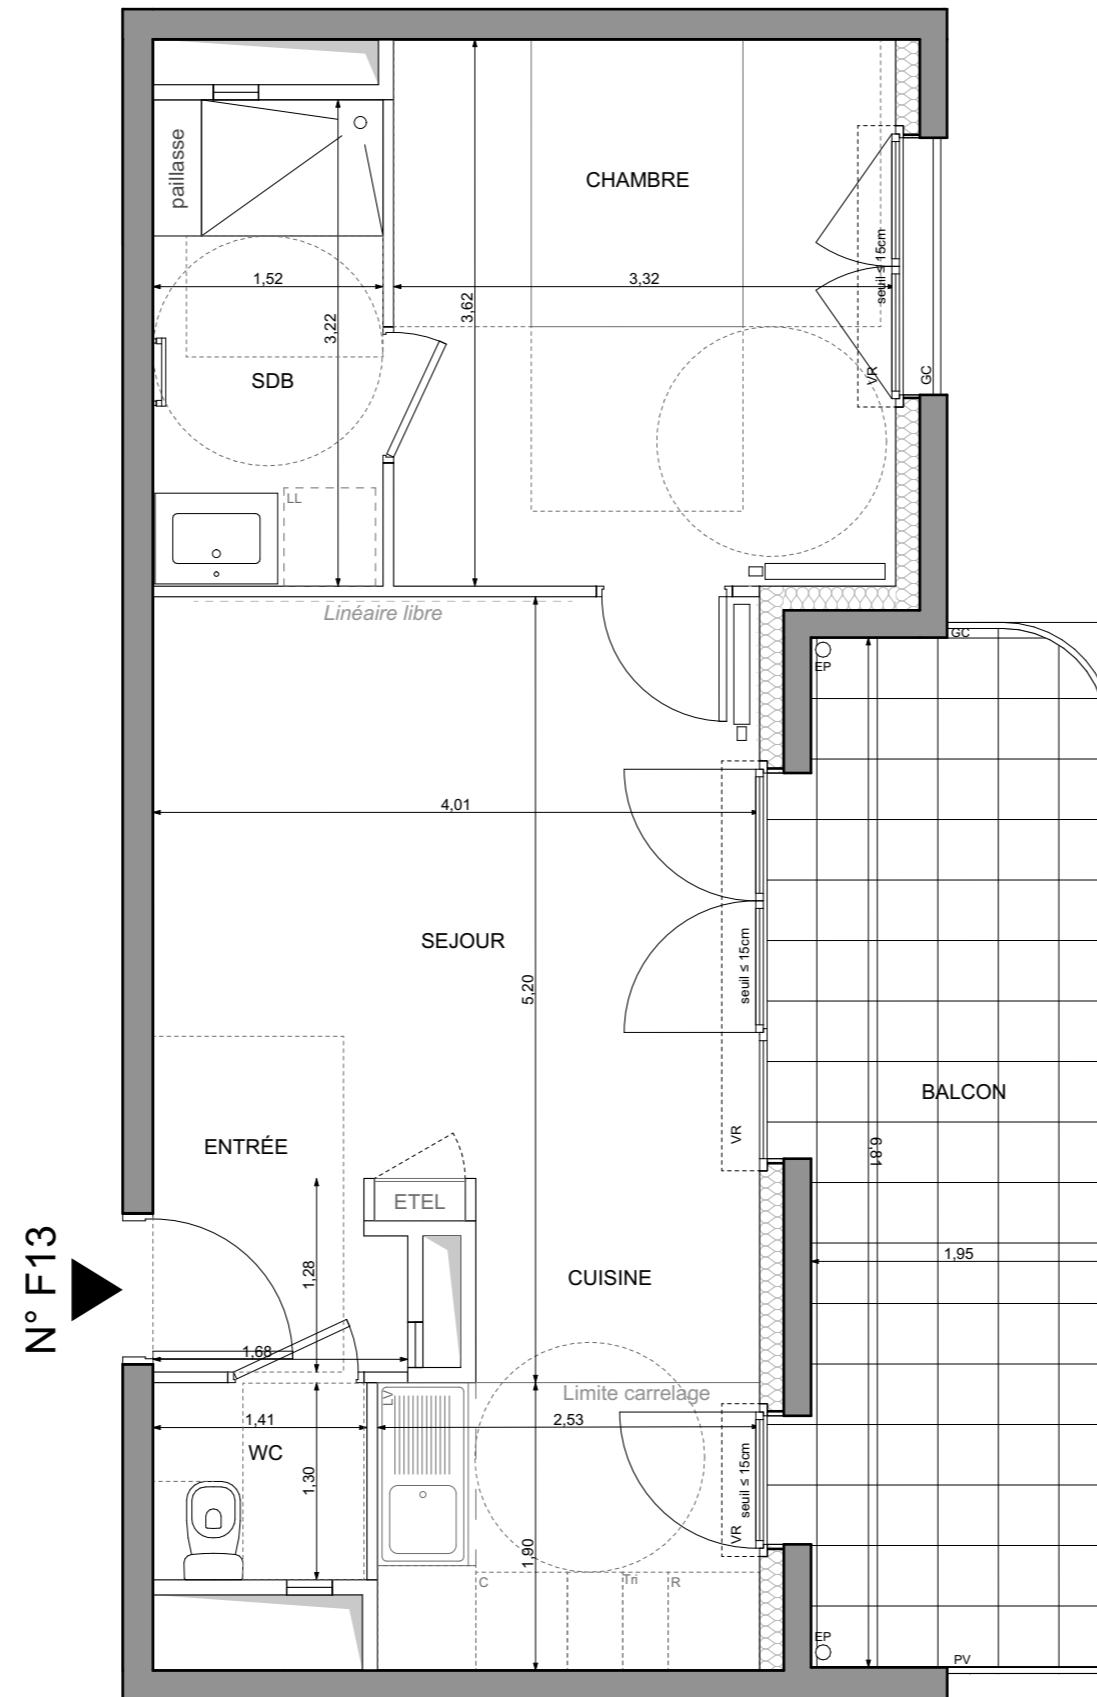 paillasse
CHAMBRE
1,52
3,32
3,22
3,62
seuil ≤ 15cm
VR
GC
SDB
LL
Linéaire libre
GC
EP
4,01
SEJOUR
5,20
seuil ≤ 15cm
VR
BALCON
6,81
ENTRÉE
ETEL
N° F13
1,28
CUISINE
1,95
1,68
Limite carrelage
LV
1,41
2,53
WC
1,30
seuil ≤ 15cm
VR
1,90
C
Tri
R
EP
PV